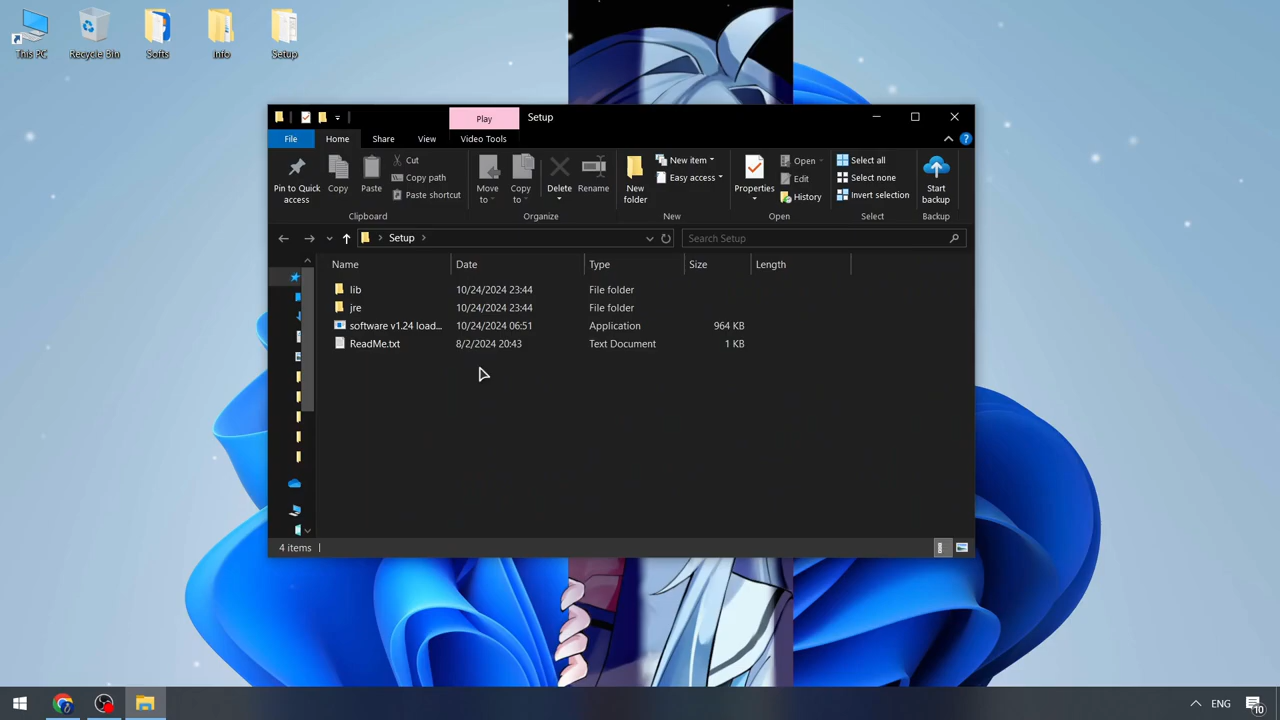 This PC
Recycle Bin
Softs
Info
Setup
Play
Setup
File
Home
Share
View
Video Tools
Pin to Quick access
Copy
Paste
Cut
Copy path
Paste shortcut
Move to
Copy to
Delete
Rename
New folder
New item
Easy access
Properties
Open
Edit
History
Select all
Select none
Invert selection
Start backup
Clipboard
Organize
New
Open
Select
Backup
Setup
Search Setup
Name
Date
Type
Size
Length
lib
10/24/2024 23:44
File folder
jre
10/24/2024 23:44
File folder
software v1.24 load...
10/24/2024 06:51
Application
964 KB
ReadMe.txt
8/2/2024 20:43
Text Document
1 KB
4 items
ENG
10